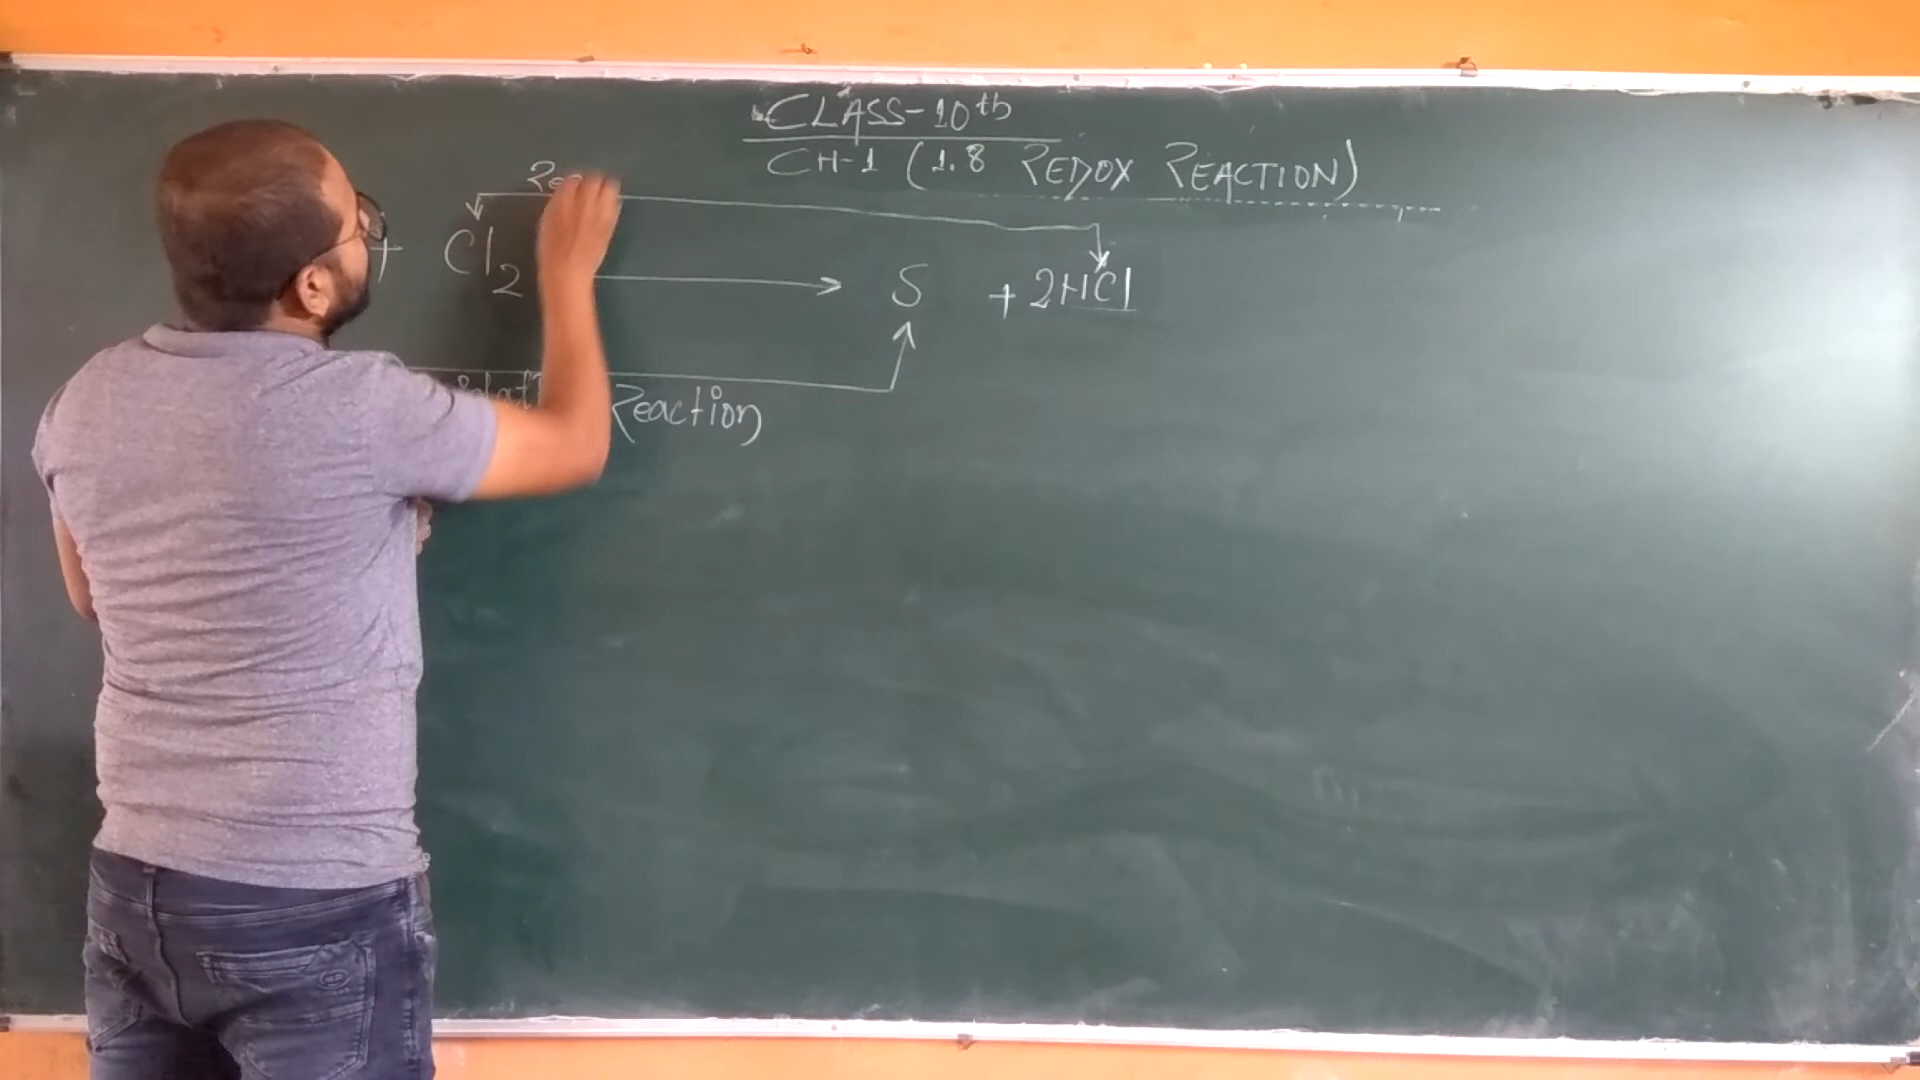 CLASS-10th
CH-1 (1.8 REDOX REACTION)
+ Cl2 → S + 2HCl
Reaction